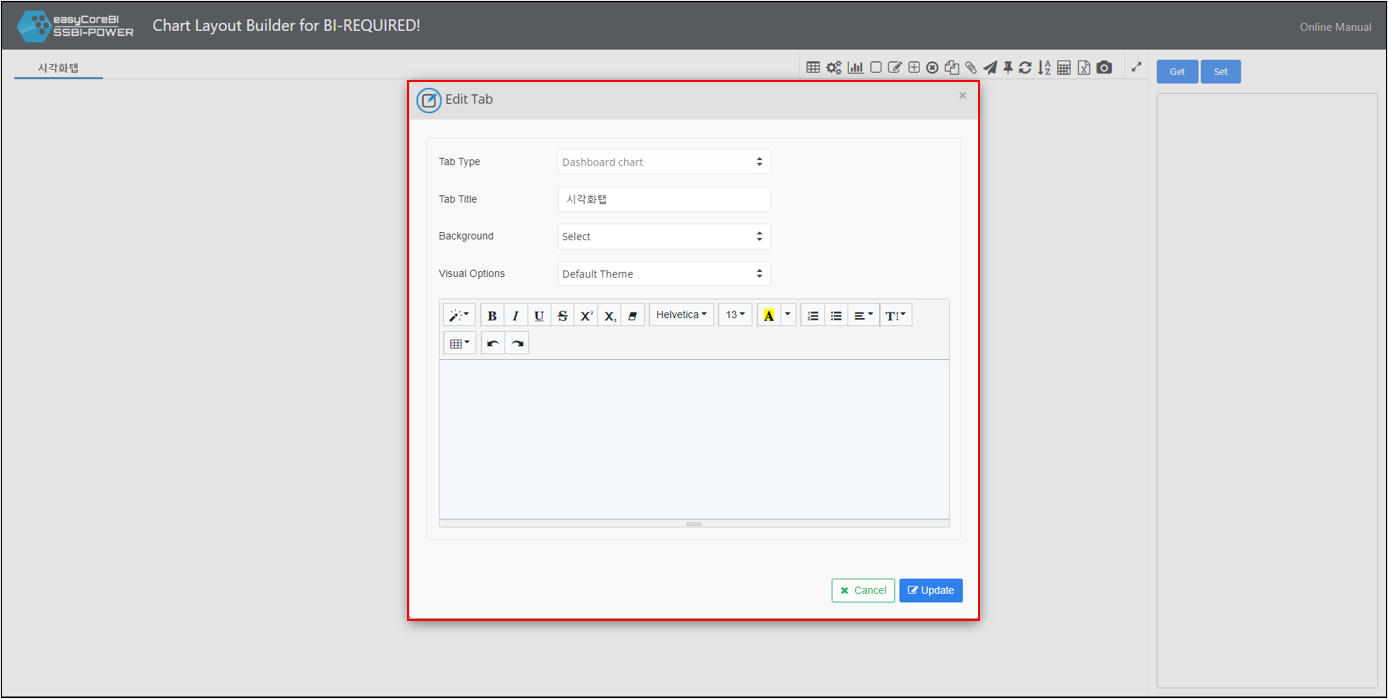 easyCoreBI
SSBI-POWER
Chart Layout Builder for BI-REQUIRED!
Online Manual
시각화탭
Get
Set
Edit Tab
×
Tab Type
Dashboard chart
Tab Title
시각화탭
Background
Select
Visual Options
Default Theme
B I U S X² X₂ Helvetica 13 A T
Cancel
Update